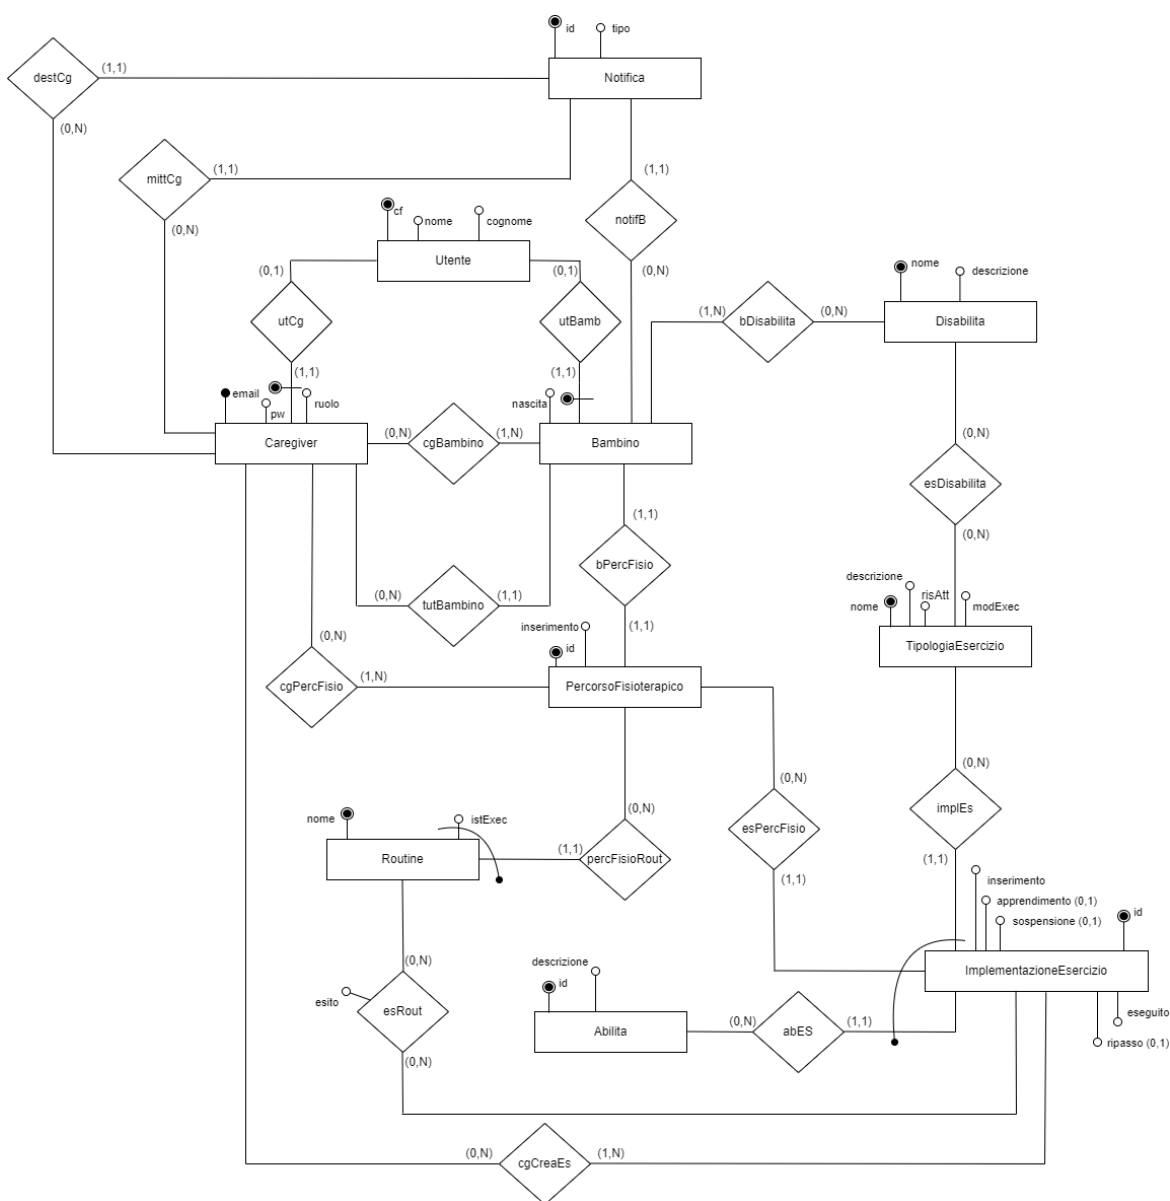 id
tipo
destCg
(1,1)
Notifica
(0,N)
mittCg
(1,1)
(1,1)
(0,N)
notifB
cf
nome
cognome
Utente
(0,N)
(0,1)
(0,1)
nome
descrizione
utCg
utBamb
(1,N)
bDisabilita
(0,N)
Disabilita
(1,1)
(1,1)
email
pw
ruolo
nascita
Caregiver
(0,N)
cgBambino
(1,N)
Bambino
(0,N)
esDisabilita
(1,1)
(0,N)
bPercFisio
descrizione
risAtt
nome
modExec
(0,N)
tutBambino
(1,1)
(1,1)
inserimento
id
(0,N)
TipologiaEsercizio
cgPercFisio
(1,N)
PercorsoFisioterapico
(0,N)
(0,N)
(0,N)
implEs
nome
istExec
esPercFisio
Routine
(1,1)
percFisioRout
(1,1)
(1,1)
inserimento
apprendimento (0,1)
sospensione (0,1)
id
(0,N)
descrizione
id
ImplementazioneEsercizio
esito
esRout
Abilita
(0,N)
abES
(1,1)
eseguito
ripasso (0,1)
(0,N)
(0,N)
cgCreaEs
(1,N)